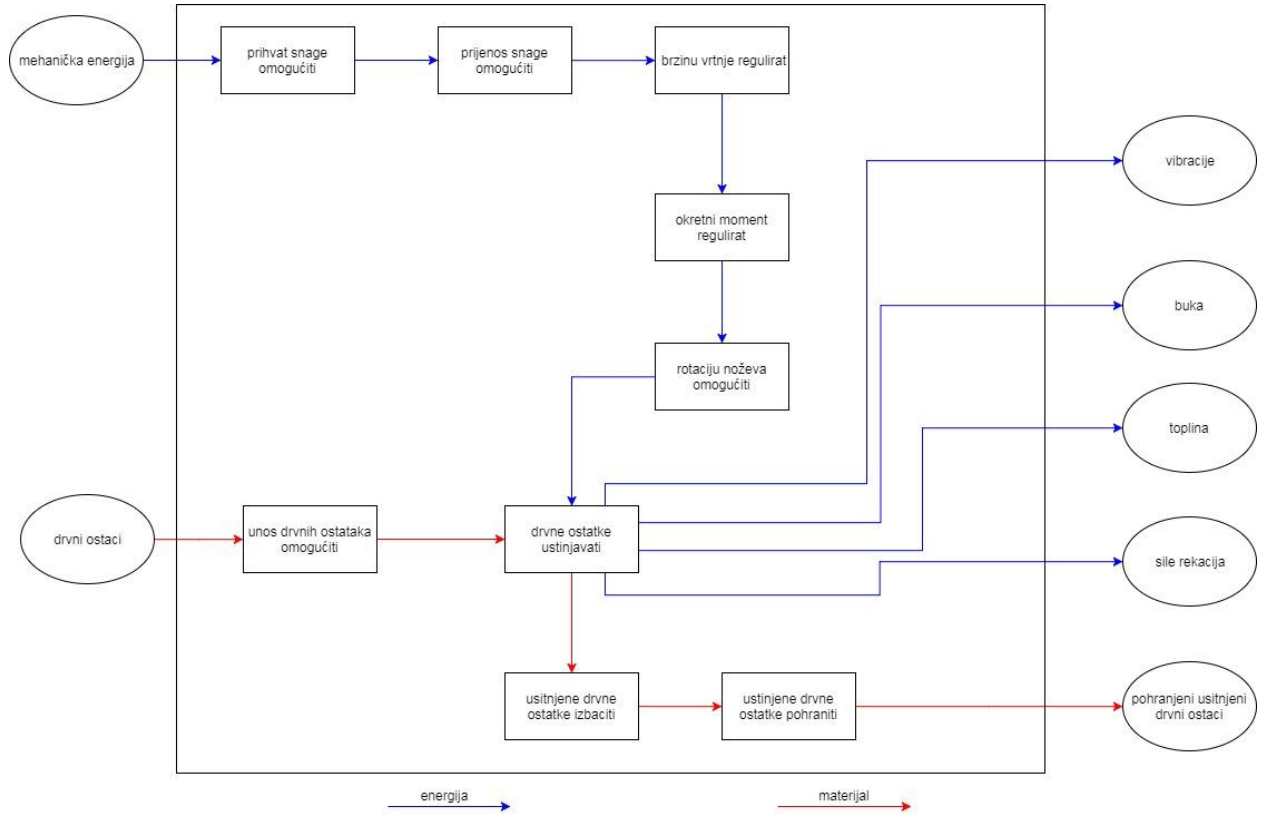 mehanička energija
prihvat snage
omogućiti
prijenos snage
omogućiti
brzinu vrtnje regulirat
vibracije
okretni moment
regulirat
buka
rotaciju noževa
omogućiti
toplina
drvni ostaci
unos drvnih ostataka
omogućiti
drvne ostatke
ustinjavati
sile rekacija
usitnjene drvne
ostatke izbaciti
ustinjene drvne
ostatke pohraniti
pohranjeni usitnjeni
drvni ostaci
energija
materijal